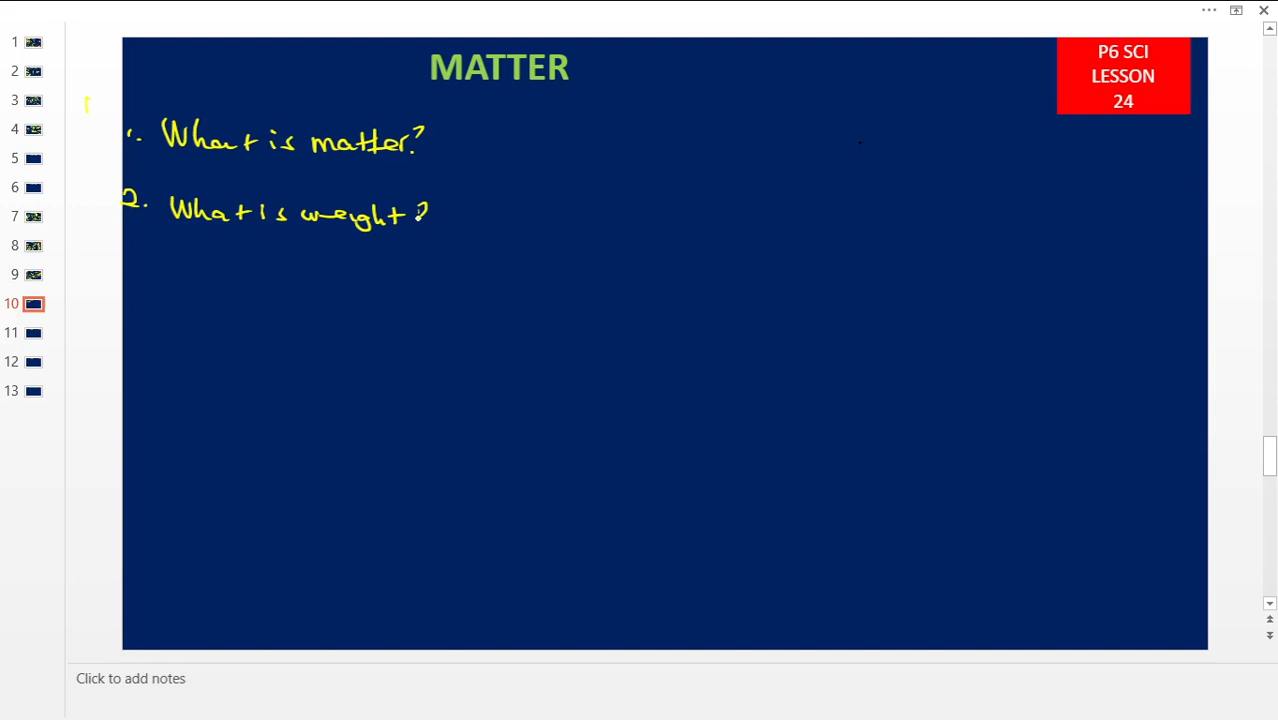 MATTER
P6 SCI
LESSON
24
1. What is matter?
2. What is weight?
1
2
3
4
5
6
7
8
9
10
11
12
13
Click to add notes